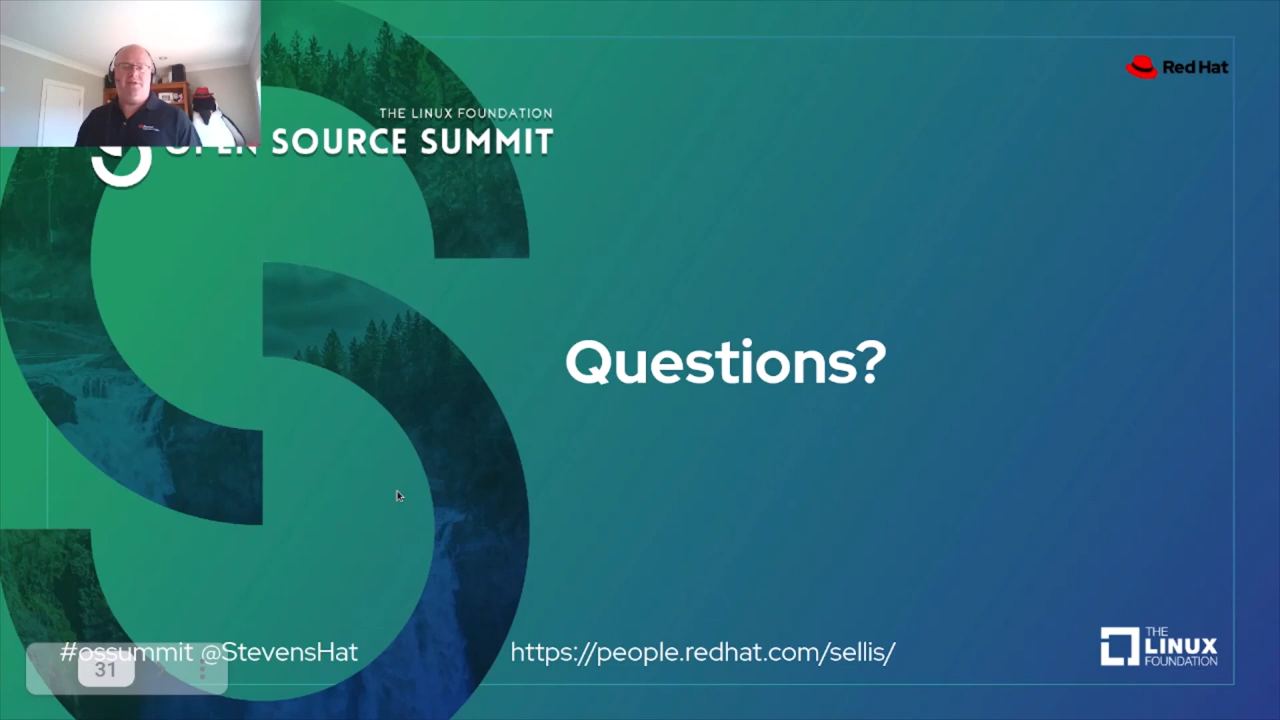 Red Hat
THE LINUX FOUNDATION
OPEN SOURCE SUMMIT
Questions?
#ossummit @StevensHat
https://people.redhat.com/sellis/
31
THE
LINUX
FOUNDATION